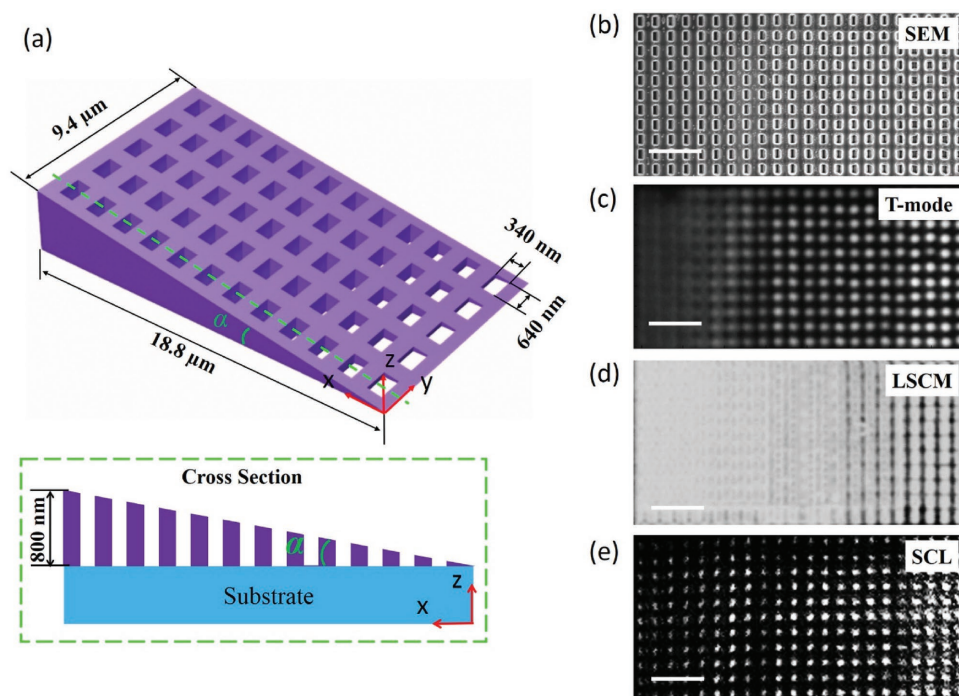 (a)
9.4 μm
340 nm
640 nm
α
18.8 μm
z
x
y
Cross Section
800 nm
α
Substrate
z
x
(b)
SEM
(c)
T-mode
(d)
LSCM
(e)
SCL